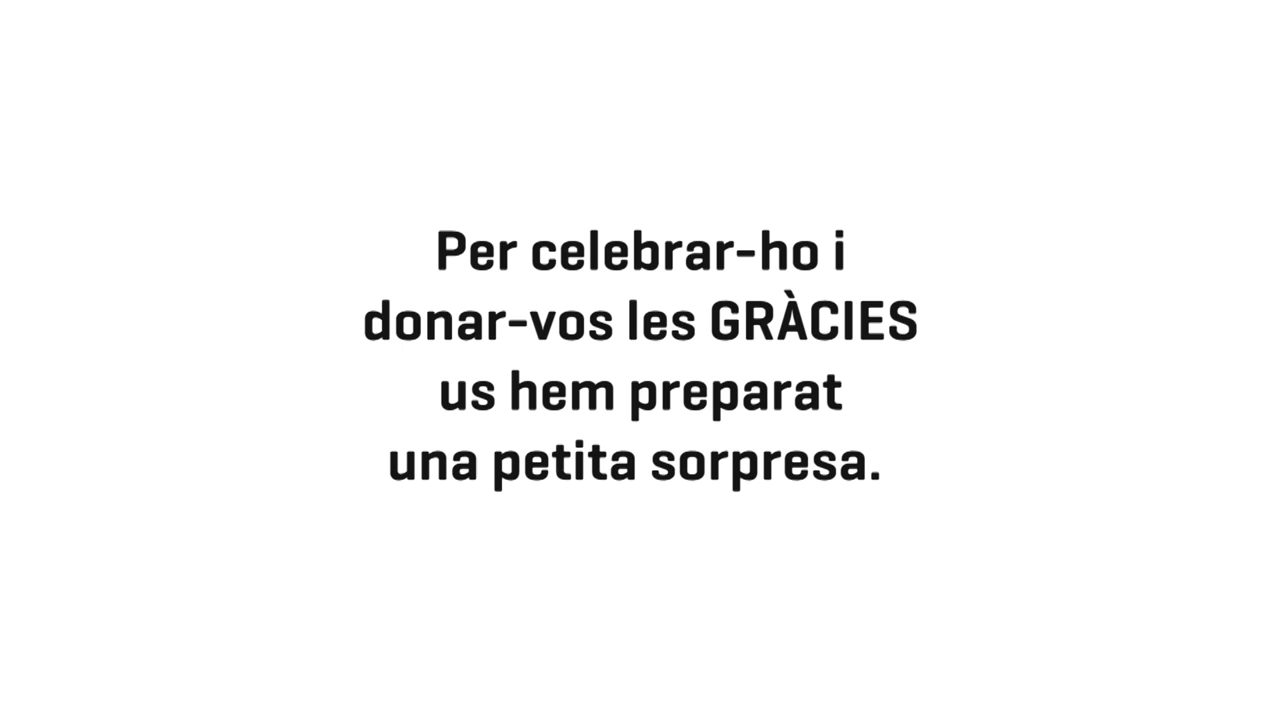 Per celebrar-ho i
donar-vos les GRÀCIES
us hem preparat
una petita sorpresa.